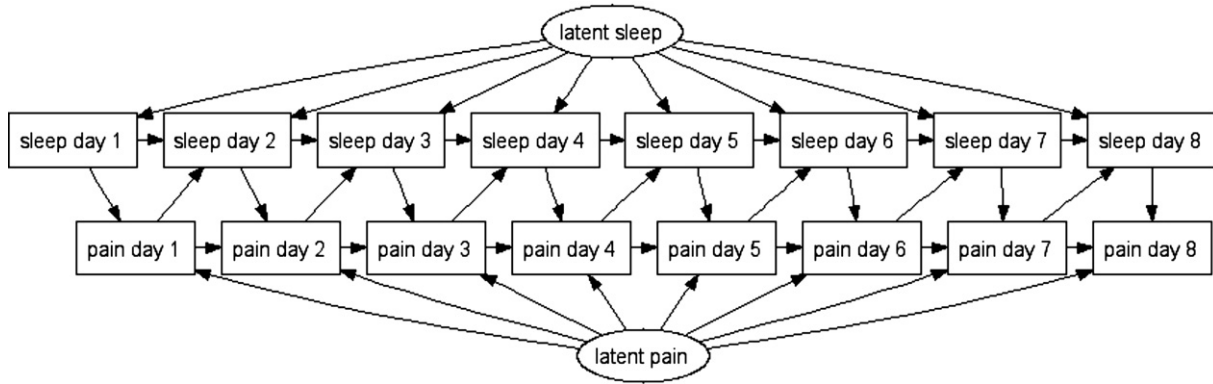 latent sleep
sleep day 1
sleep day 2
sleep day 3
sleep day 4
sleep day 5
sleep day 6
sleep day 7
sleep day 8
pain day 1
pain day 2
pain day 3
pain day 4
pain day 5
pain day 6
pain day 7
pain day 8
latent pain